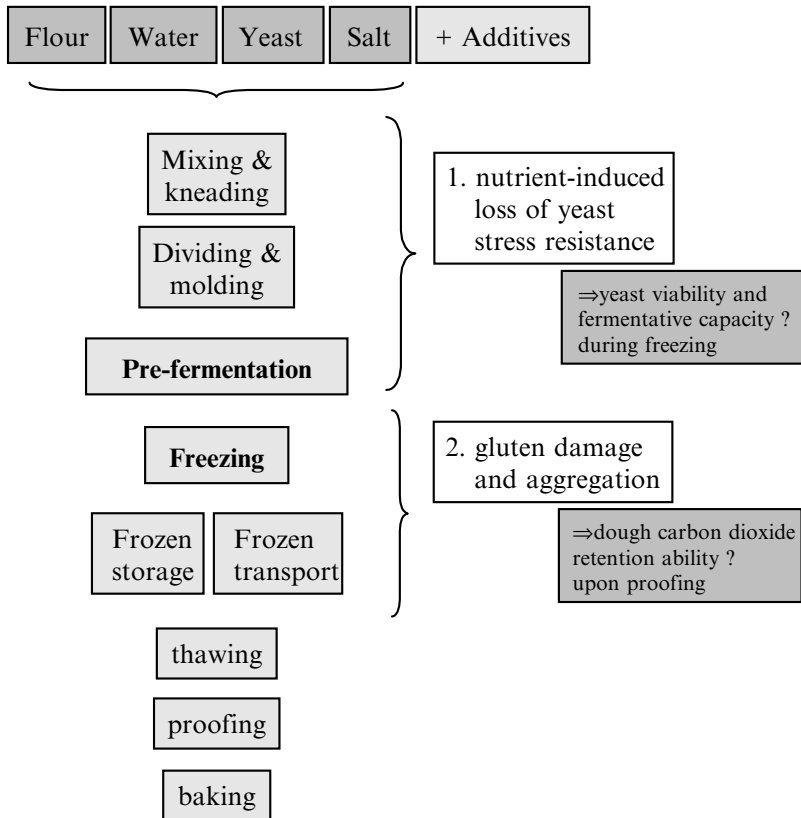 Flour Water Yeast Salt + Additives
Mixing &
kneading
Dividing &
molding
Pre-fermentation
1. nutrient-induced
loss of yeast
stress resistance
⇒yeast viability and
fermentative capacity ?
during freezing
Freezing
Frozen
storage
Frozen
transport
2. gluten damage
and aggregation
⇒dough carbon dioxide
retention ability ?
upon proofing
thawing
proofing
baking